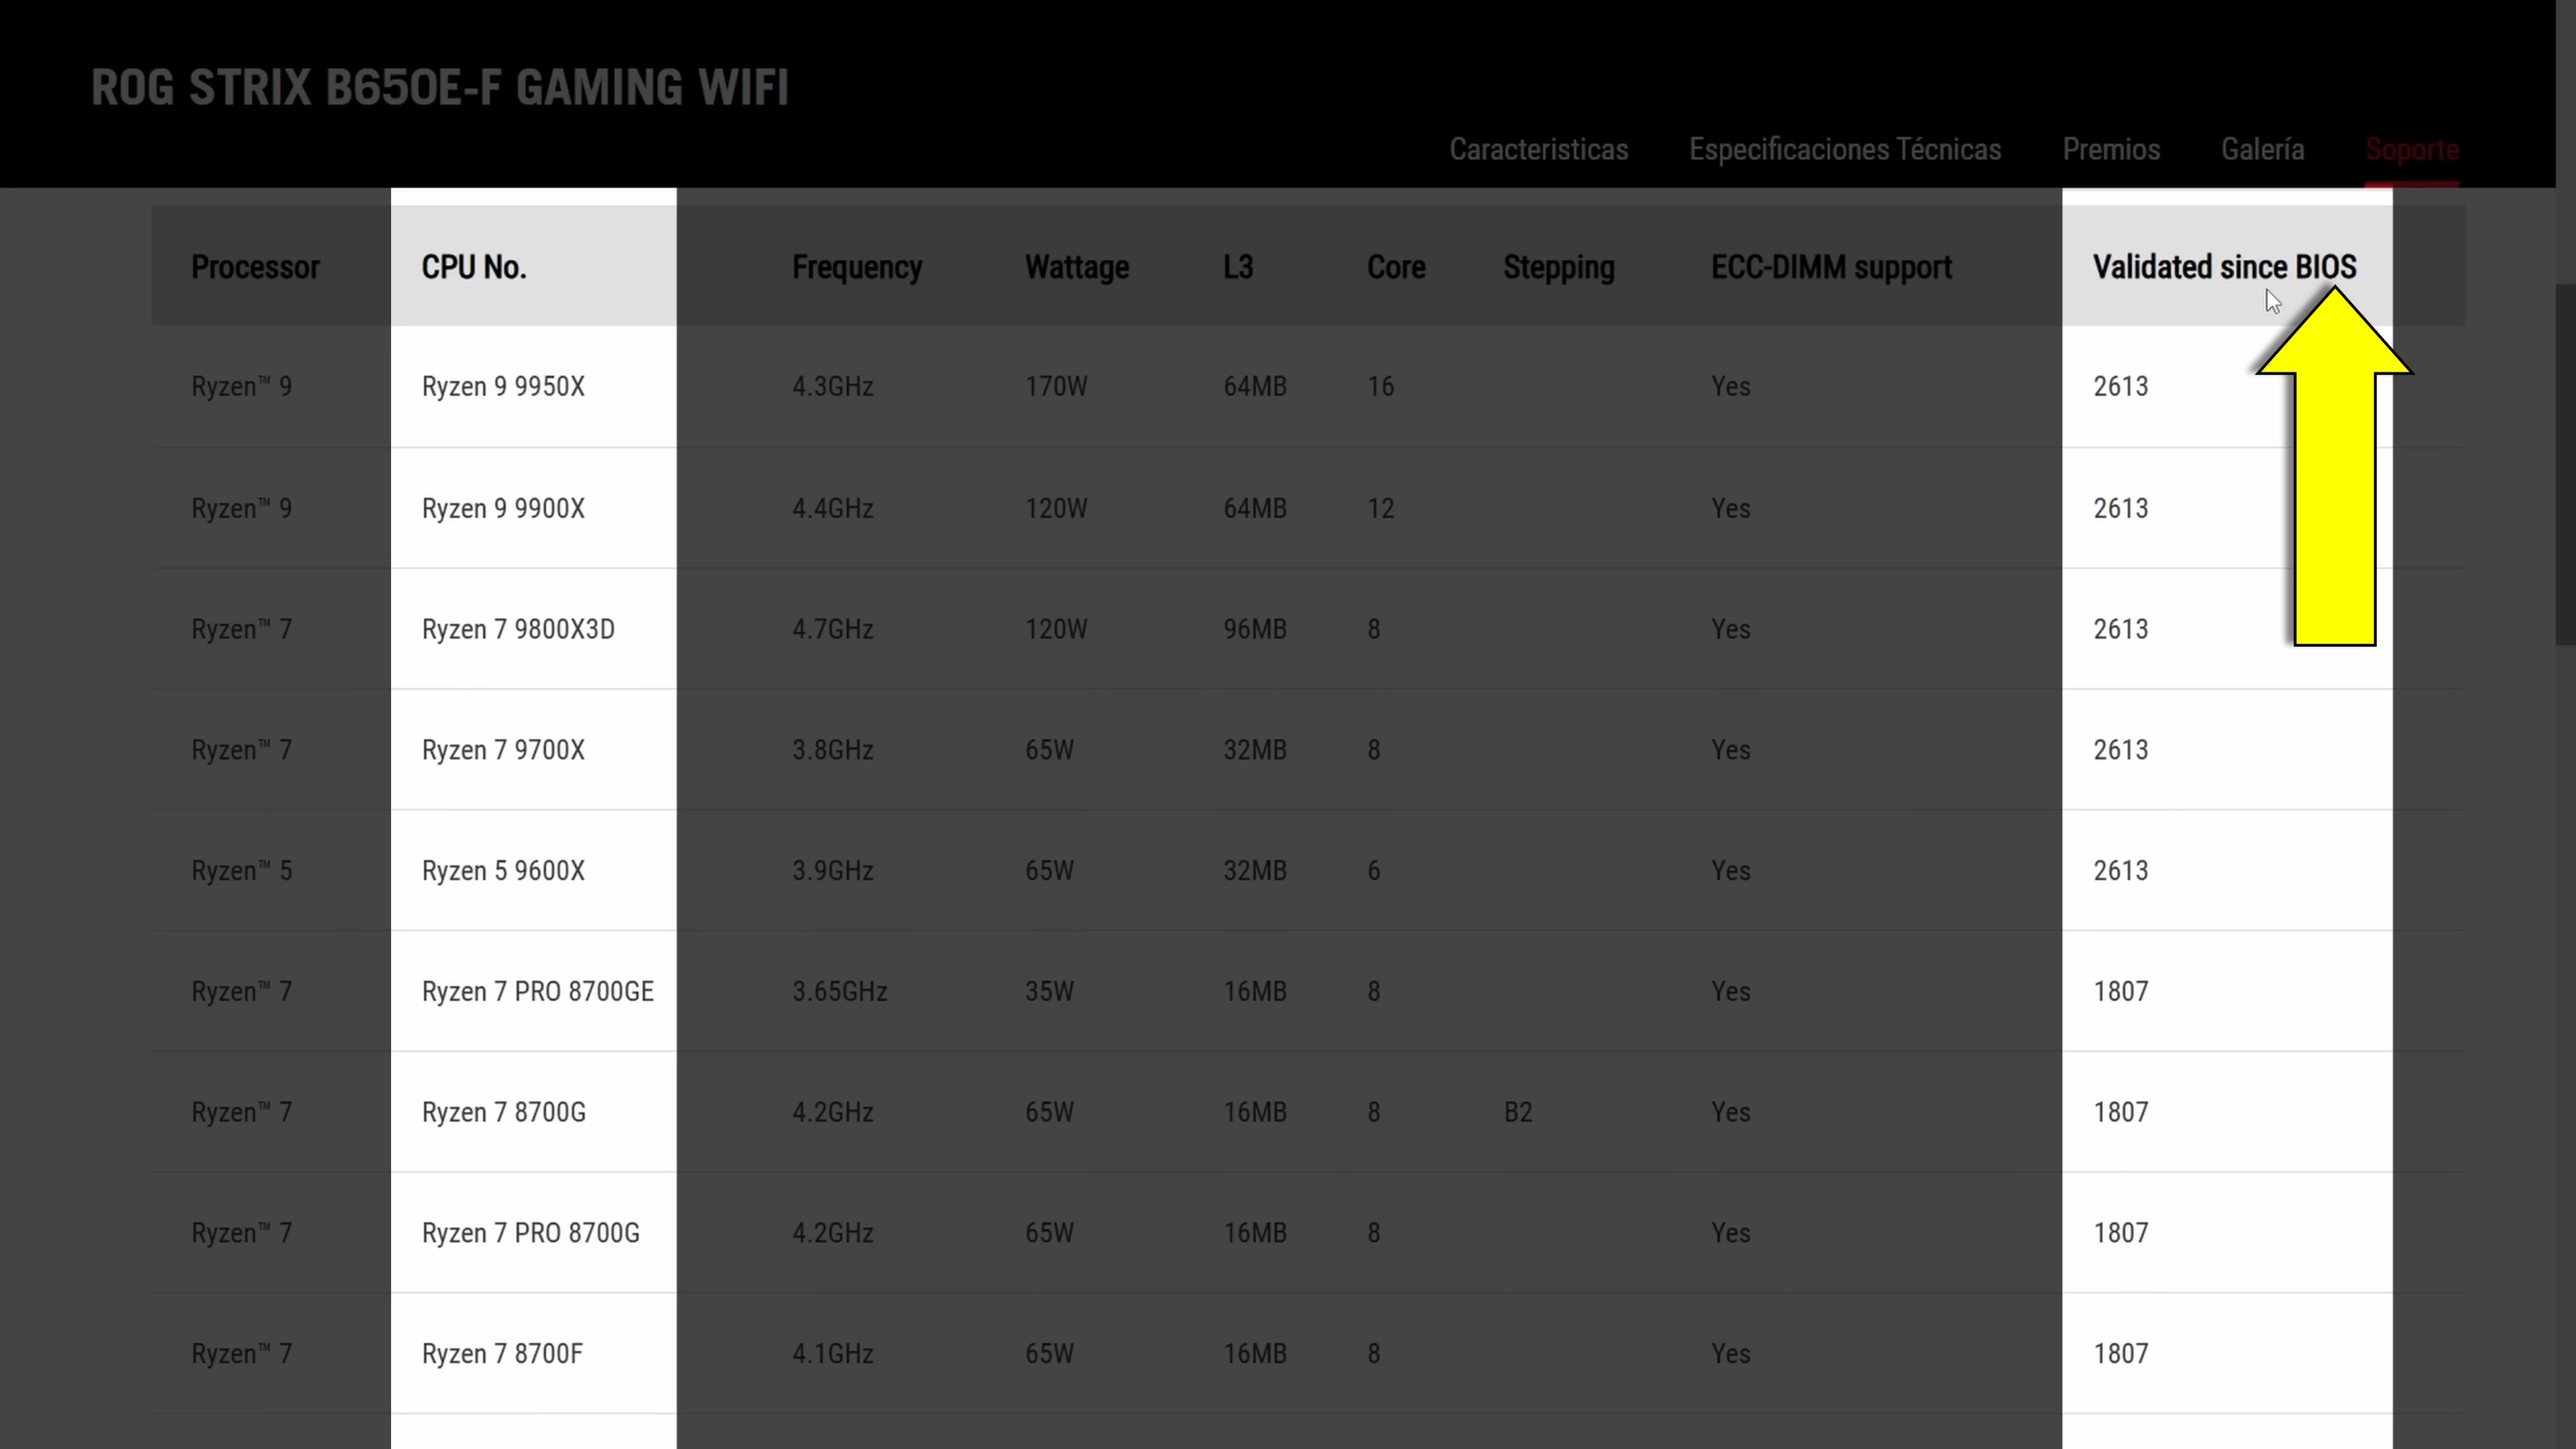 ROG STRIX B650E-F GAMING WIFI
Caracteristicas Especificaciones Técnicas Premios Galería Soporte
Processor CPU No. Frequency Wattage L3 Core Stepping ECC-DIMM support Validated since BIOS
Ryzen™ 9 Ryzen 9 9950X 4.3GHz 170W 64MB 16 Yes 2613
Ryzen™ 9 Ryzen 9 9900X 4.4GHz 120W 64MB 12 Yes 2613
Ryzen™ 7 Ryzen 7 9800X3D 4.7GHz 120W 96MB 8 Yes 2613
Ryzen™ 7 Ryzen 7 9700X 3.8GHz 65W 32MB 8 Yes 2613
Ryzen™ 5 Ryzen 5 9600X 3.9GHz 65W 32MB 6 Yes 2613
Ryzen™ 7 Ryzen 7 PRO 8700GE 3.65GHz 35W 16MB 8 Yes 1807
Ryzen™ 7 Ryzen 7 8700G 4.2GHz 65W 16MB 8 B2 Yes 1807
Ryzen™ 7 Ryzen 7 PRO 8700G 4.2GHz 65W 16MB 8 Yes 1807
Ryzen™ 7 Ryzen 7 8700F 4.1GHz 65W 16MB 8 Yes 1807